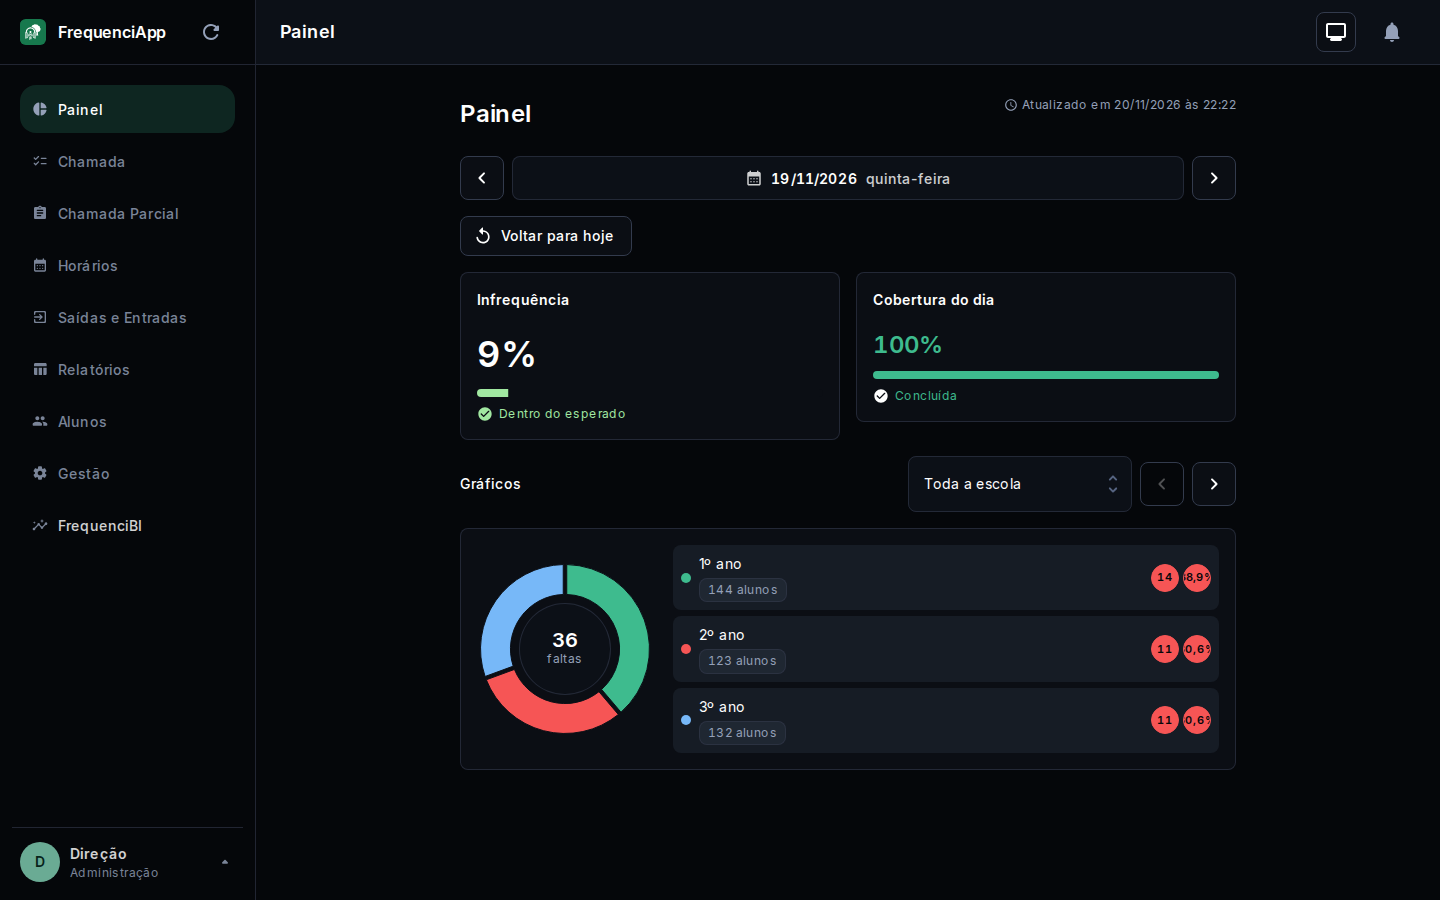 FrequenciApp
Painel
Painel
Chamada
Chamada Parcial
Horários
Saídas e Entradas
Relatórios
Alunos
Gestão
FrequenciBI
D
Direção
Administração
Painel
Atualizado em 20/11/2026 às 22:22
19/11/2026 quinta-feira
Voltar para hoje
Infrequência
9%
Dentro do esperado
Cobertura do dia
100%
Concluída
Gráficos
Toda a escola
36
faltas
1º ano
144 alunos
14
2º ano
123 alunos
11
3º ano
132 alunos
11